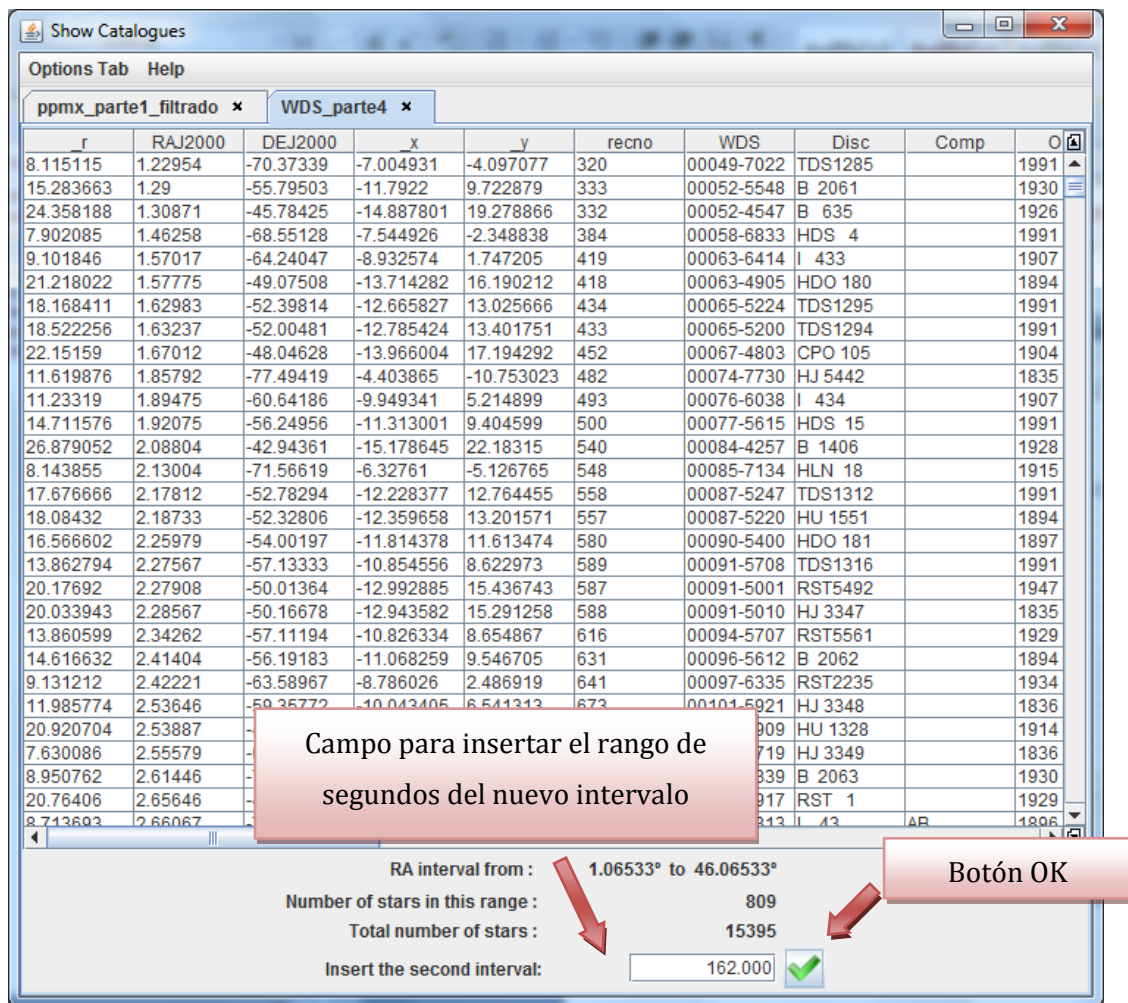 Show Catalogues
Options Tab Help
ppmx_parte1_filtrado × WDS_parte4 ×
_r RAJ2000 DEJ2000 _x _y recno WDS Disc Comp O
8.115115 1.22954 -70.37339 -7.004931 -4.097077 320 00049-7022 TDS1285 1991
15.283663 1.29 -55.79503 -11.7922 9.722879 333 00052-5548 B 2061 1930
24.358188 1.30871 -45.78425 -14.887801 19.278866 332 00052-4547 B 635 1926
7.902085 1.46258 -68.55128 -7.544926 -2.348838 384 00058-6833 HDS 4 1991
9.101846 1.57017 -64.24047 -8.932574 1.747205 419 00063-6414 I 433 1907
21.218022 1.57775 -49.07508 -13.714282 16.190212 418 00063-4905 HDO 180 1894
18.168411 1.62983 -52.39814 -12.665827 13.025666 434 00065-5224 TDS1295 1991
18.522256 1.63237 -52.00481 -12.785424 13.401751 433 00065-5200 TDS1294 1991
22.15159 1.67012 -48.04628 -13.966004 17.194292 452 00067-4803 CPO 105 1904
11.619876 1.85792 -77.49419 -4.403865 -10.753023 482 00074-7730 HJ 5442 1835
11.23319 1.89475 -60.64186 -9.949341 5.214899 493 00076-6038 I 434 1907
14.711576 1.92075 -56.24956 -11.313001 9.404599 500 00077-5615 HDS 15 1991
26.879052 2.08804 -42.94361 -15.178645 22.18315 540 00084-4257 B 1406 1928
8.143855 2.13004 -71.56619 -6.32761 -5.126765 548 00085-7134 HLN 18 1915
17.676666 2.17812 -52.78294 -12.228377 12.764455 558 00087-5247 TDS1312 1991
18.08432 2.18733 -52.32806 -12.359658 13.201571 557 00087-5220 HU 1551 1894
16.566602 2.25979 -54.00197 -11.814378 11.613474 580 00090-5400 HDO 181 1897
13.862794 2.27567 -57.13333 -10.854556 8.622973 589 00091-5708 TDS1316 1991
20.17692 2.27908 -50.01364 -12.992885 15.436743 587 00091-5001 RST5492 1947
20.033943 2.28567 -50.16678 -12.943582 15.291258 588 00091-5010 HJ 3347 1835
13.860599 2.34262 -57.11194 -10.826334 8.654867 616 00094-5707 RST5561 1929
14.616632 2.41404 -56.19183 -11.068259 9.546705 631 00096-5612 B 2062 1894
9.131212 2.42221 -63.58967 -8.786026 2.486919 641 00097-6335 RST2235 1934
11.985774 2.53646 -59.35772 -10.043405 6.541313 673 00101-5921 HJ 3348 1836
20.920704 2.53887 909 HU 1328 1914
7.630086 2.55579 719 HJ 3349 1836
8.950762 2.61446 839 B 2063 1930
20.76406 2.65646 917 RST 1 1929
8.713693 2.66067 313 43 AB 1896
Campo para insertar el rango de
segundos del nuevo intervalo
RA interval from : 1.06533° to 46.06533°
Botón OK
Number of stars in this range : 809
Total number of stars : 15395
Insert the second interval: 162.000